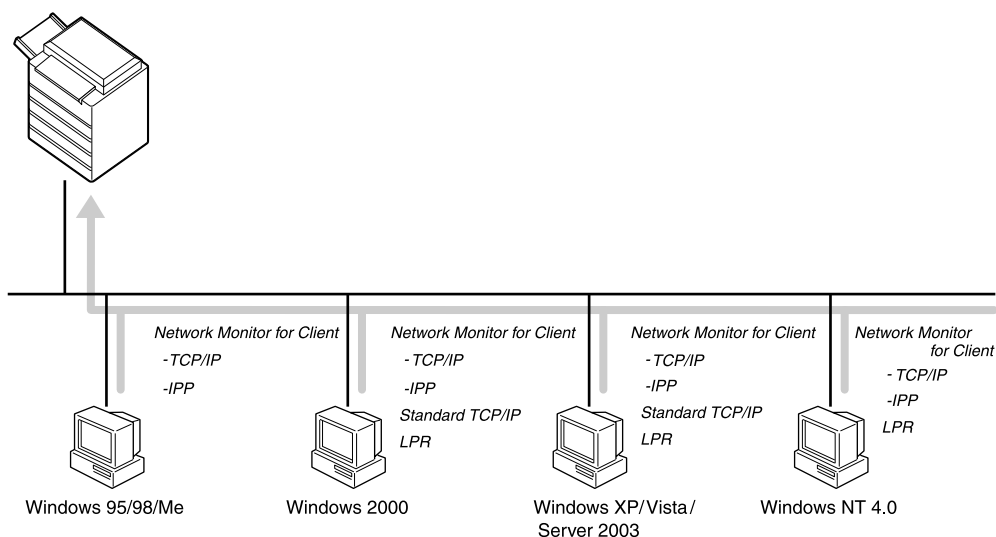 Network Monitor for Client
-TCP/IP
-IPP
Windows 95/98/Me
Network Monitor for Client
-TCP/IP
-IPP
Standard TCP/IP
LPR
Windows 2000
Network Monitor for Client
-TCP/IP
-IPP
Standard TCP/IP
LPR
Windows XP/Vista/
Server 2003
Network Monitor
for Client
- TCP/IP
-IPP
LPR
Windows NT 4.0